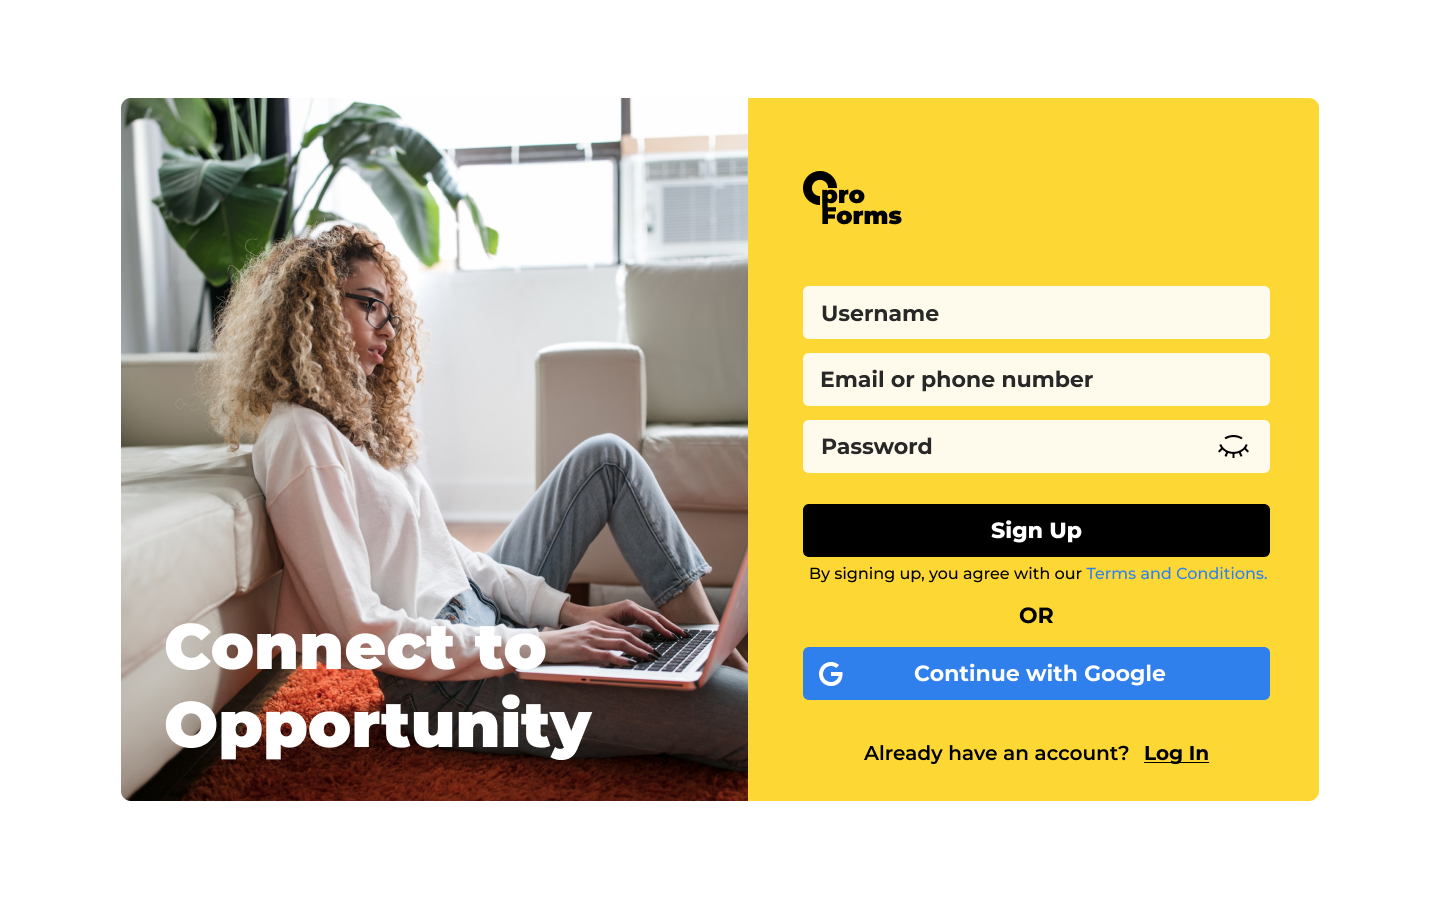 Connect to
Opportunity
pro
Forms
Username
Email or phone number
Password
Sign Up
By signing up, you agree with our Terms and Conditions.
OR
G Continue with Google
Already have an account? Log In